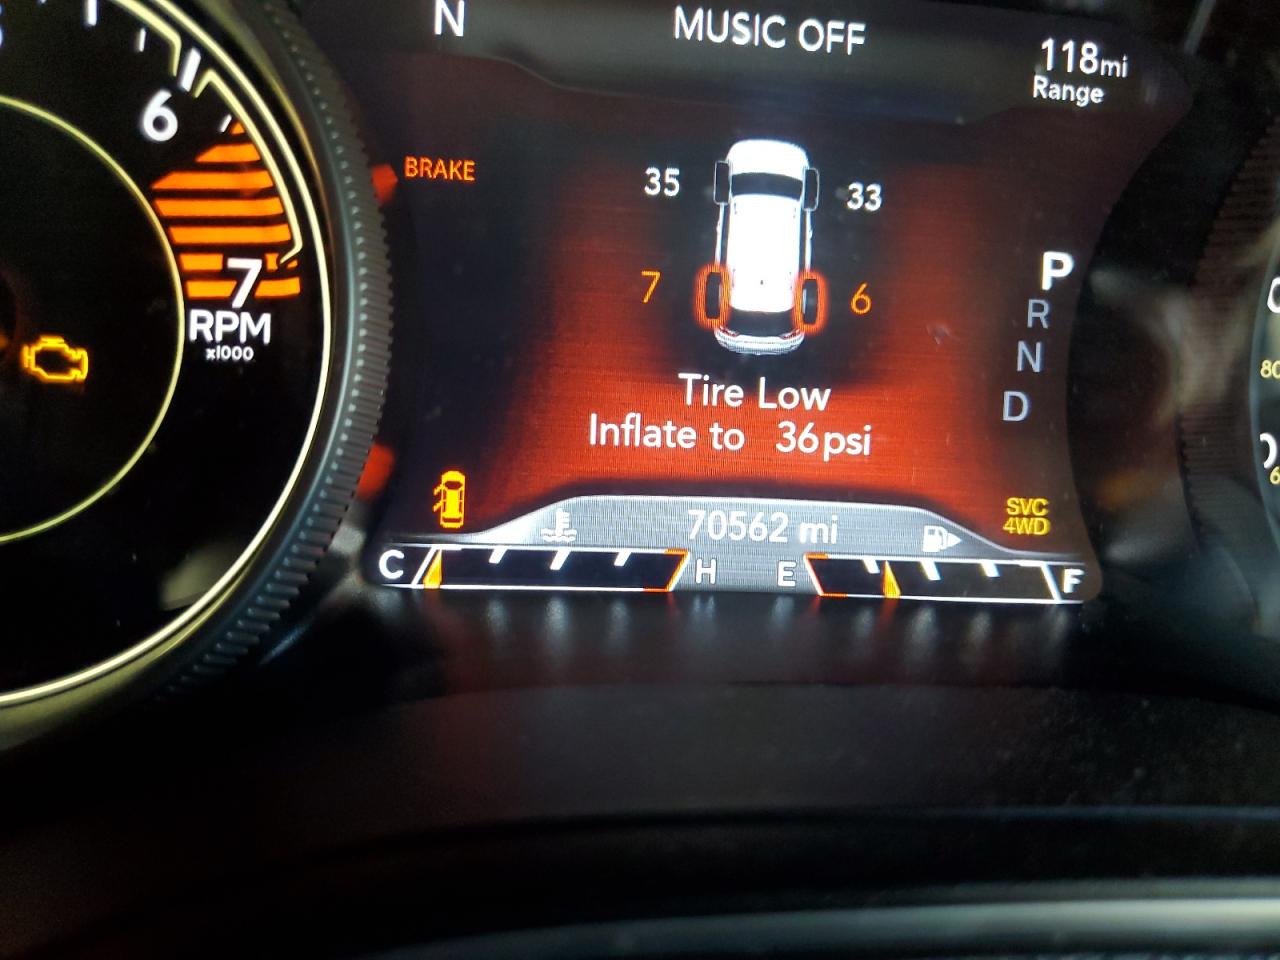 N
MUSIC OFF
118mi
Range
6
BRAKE
35
33
7
6
7
RPM
x1000
P
R
N
D
Tire Low
Inflate to 36psi
SVC
4WD
70562 mi
C
H
E
F
80